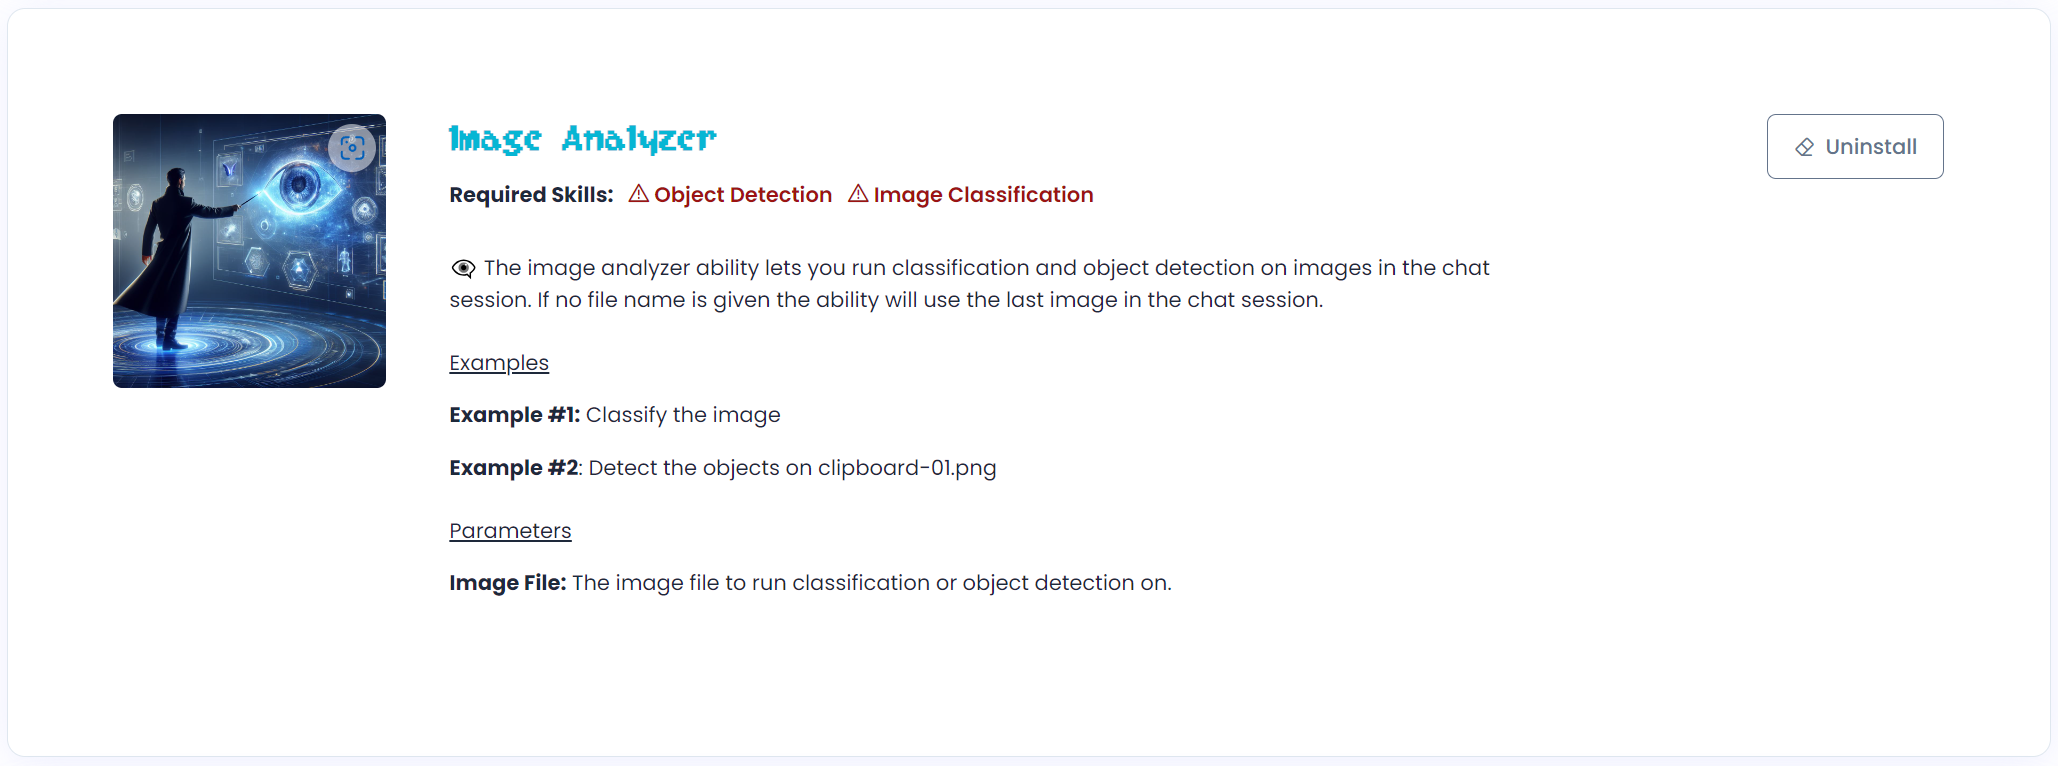 Image Analyzer
Uninstall
Required Skills: Object Detection Image Classification
The image analyzer ability lets you run classification and object detection on images in the chat
session. If no file name is given the ability will use the last image in the chat session.
Examples
Example #1: Classify the image
Example #2: Detect the objects on clipboard-01.png
Parameters
Image File: The image file to run classification or object detection on.